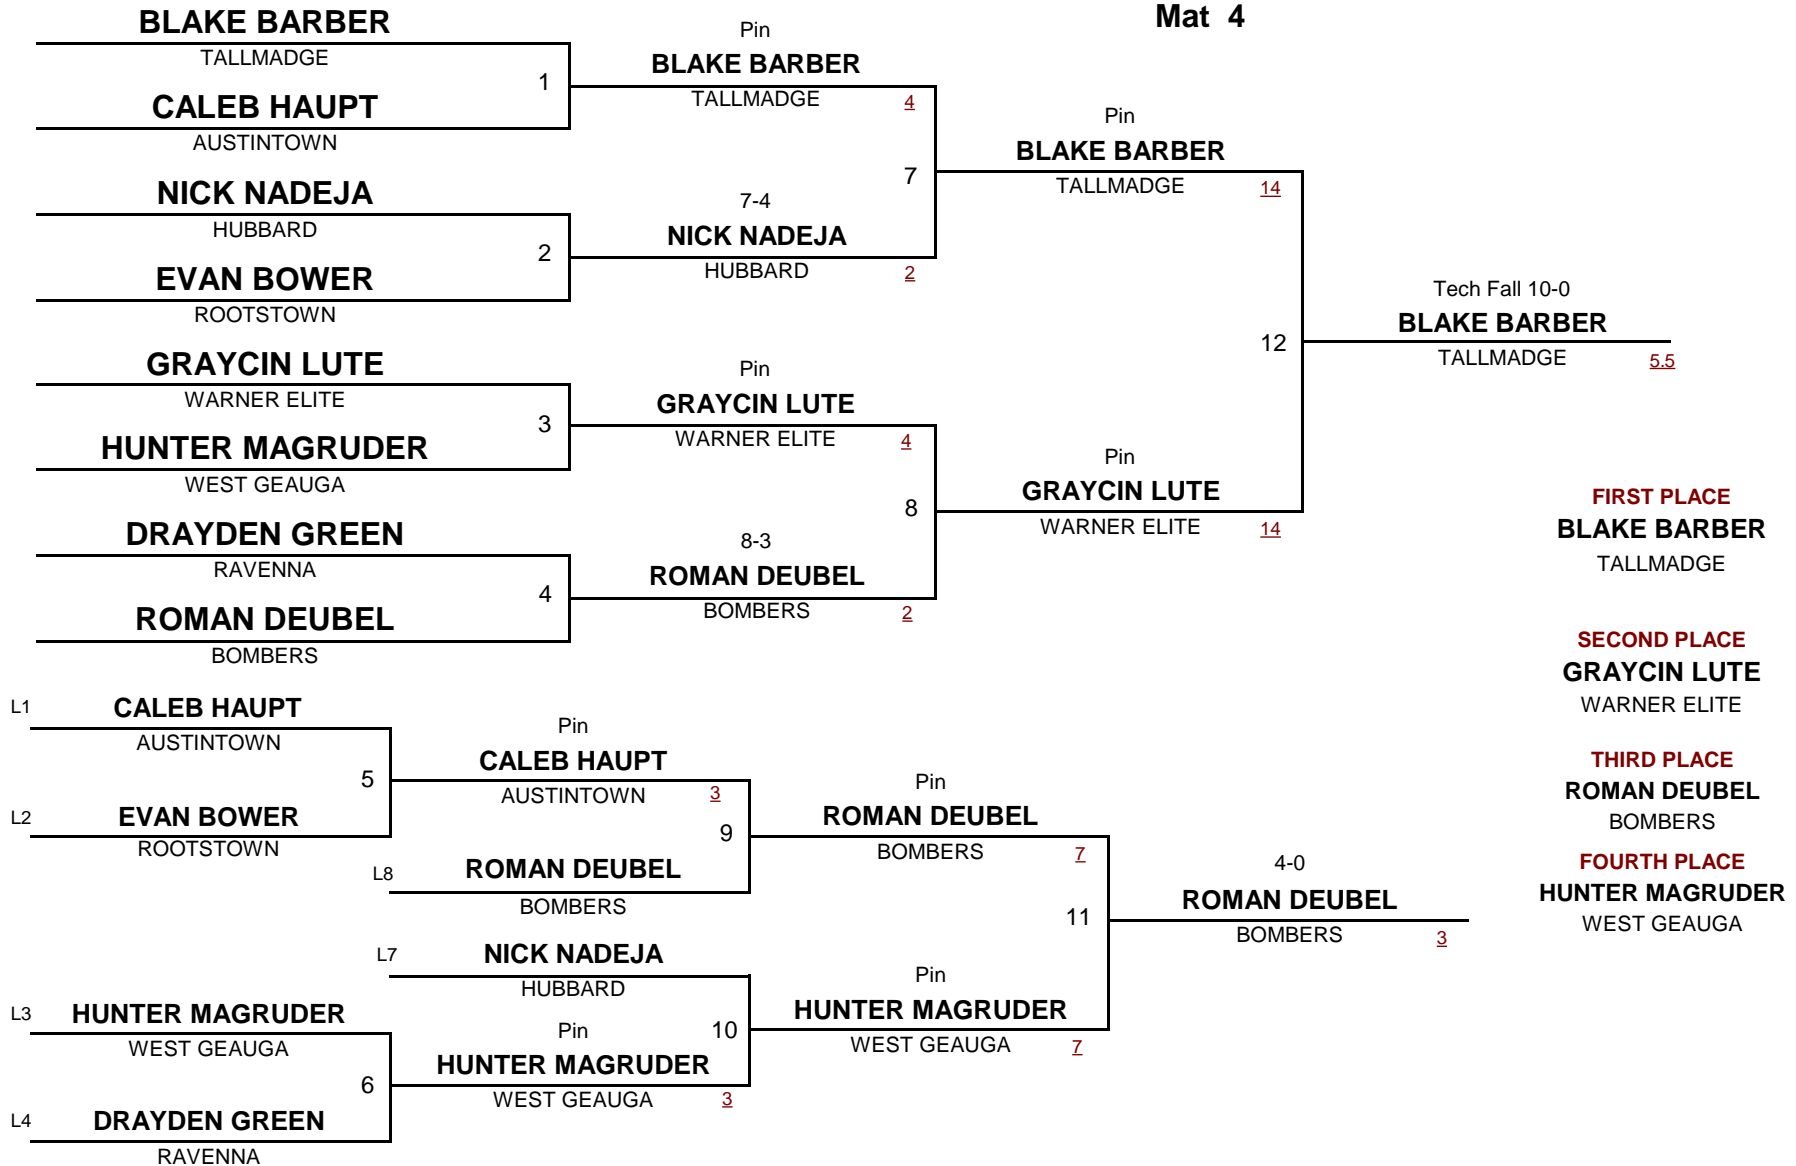 Mat 4
BLAKE BARBER
TALLMADGE
1
CALEB HAUPT
AUSTINTOWN
NICK NADEJA
HUBBARD
2
EVAN BOWER
ROOTSTOWN
GRAYCIN LUTE
WARNER ELITE
3
HUNTER MAGRUDER
WEST GEAUGA
DRAYDEN GREEN
RAVENNA
4
ROMAN DEUBEL
BOMBERS
Pin
BLAKE BARBER
TALLMADGE 4
7
7-4
NICK NADEJA
HUBBARD 2
Pin
GRAYCIN LUTE
WARNER ELITE 4
8
8-3
ROMAN DEUBEL
BOMBERS 2
Pin
BLAKE BARBER
TALLMADGE 14
12
Pin
GRAYCIN LUTE
WARNER ELITE 14
Tech Fall 10-0
BLAKE BARBER
TALLMADGE 5.5
FIRST PLACE
BLAKE BARBER
TALLMADGE
SECOND PLACE
GRAYCIN LUTE
WARNER ELITE
THIRD PLACE
ROMAN DEUBEL
BOMBERS
FOURTH PLACE
HUNTER MAGRUDER
WEST GEAUGA
L1 CALEB HAUPT
AUSTINTOWN
5
L2 EVAN BOWER
ROOTSTOWN
L3 HUNTER MAGRUDER
WEST GEAUGA
6
L4 DRAYDEN GREEN
RAVENNA
Pin
CALEB HAUPT
AUSTINTOWN 3
9
L8 ROMAN DEUBEL
BOMBERS
L7 NICK NADEJA
HUBBARD
10
Pin
HUNTER MAGRUDER
WEST GEAUGA 3
Pin
ROMAN DEUBEL
BOMBERS 7
11
Pin
HUNTER MAGRUDER
WEST GEAUGA 7
4-0
ROMAN DEUBEL
BOMBERS 3